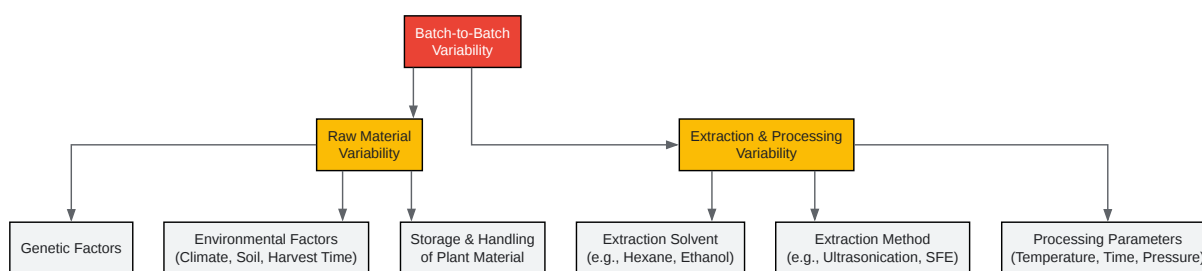 Batch-to-Batch
Variability
Raw Material
Variability
Extraction & Processing
Variability
Genetic Factors
Environmental Factors
(Climate, Soil, Harvest Time)
Storage & Handling
of Plant Material
Extraction Solvent
(e.g., Hexane, Ethanol)
Extraction Method
(e.g., Ultrasonication, SFE)
Processing Parameters
(Temperature, Time, Pressure)